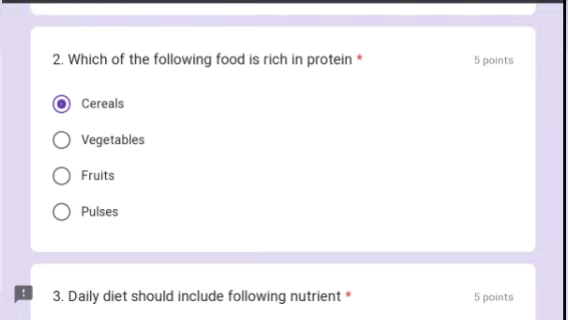 2. Which of the following food is rich in protein *
5 points
Cereals
Vegetables
Fruits
Pulses
3. Daily diet should include following nutrient *
5 points